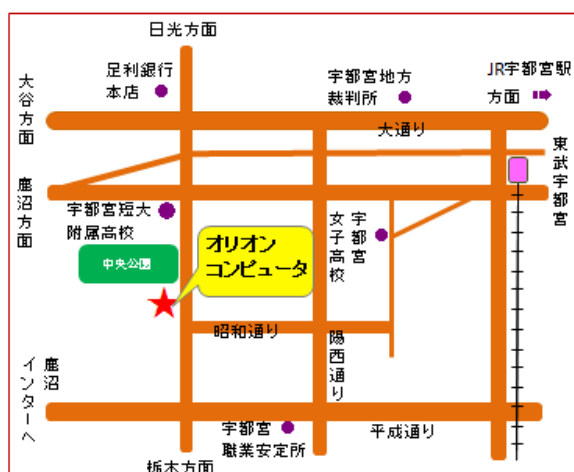 日光方面
足利銀行
本店
宇都宮地方
裁判所
JR宇都宮駅
方面
大谷方面
大通り
東武宇都宮
鹿沼方面
宇都宮短大
附属高校
オリオン
コンピュータ
宇都宮
女子高校
中央公園
昭和通り
陽西通り
鹿沼
インターへ
宇都宮
職業安定所
平成通り
栃木方面